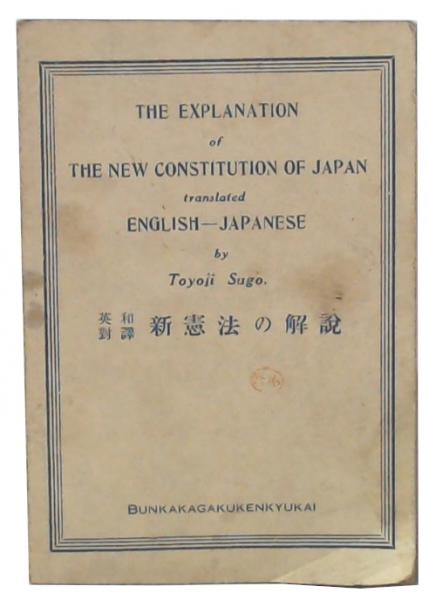 THE EXPLANATION
of
THE NEW CONSTITUTION OF JAPAN
translated
ENGLISH—JAPANESE
by
Toyoji Sugo.
英和對譯 新憲法の解說
BUNKAKAGAKUKENKYUKAI